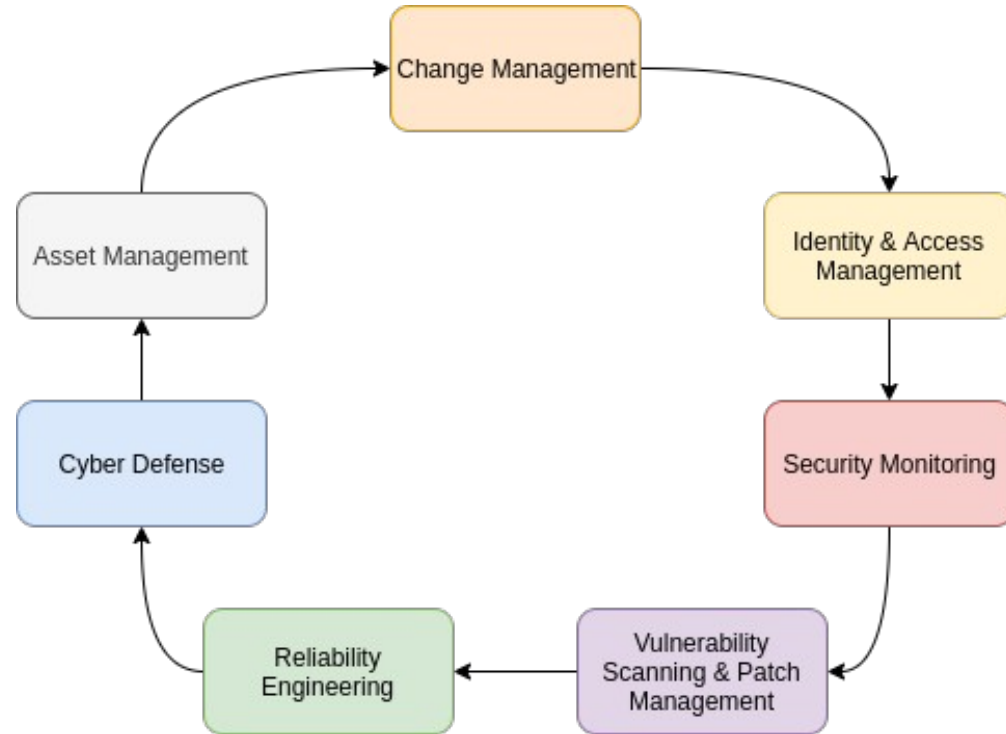 Change Management
Asset Management
Identity & Access
Management
Cyber Defense
Security Monitoring
Reliability
Engineering
Vulnerability
Scanning & Patch
Management